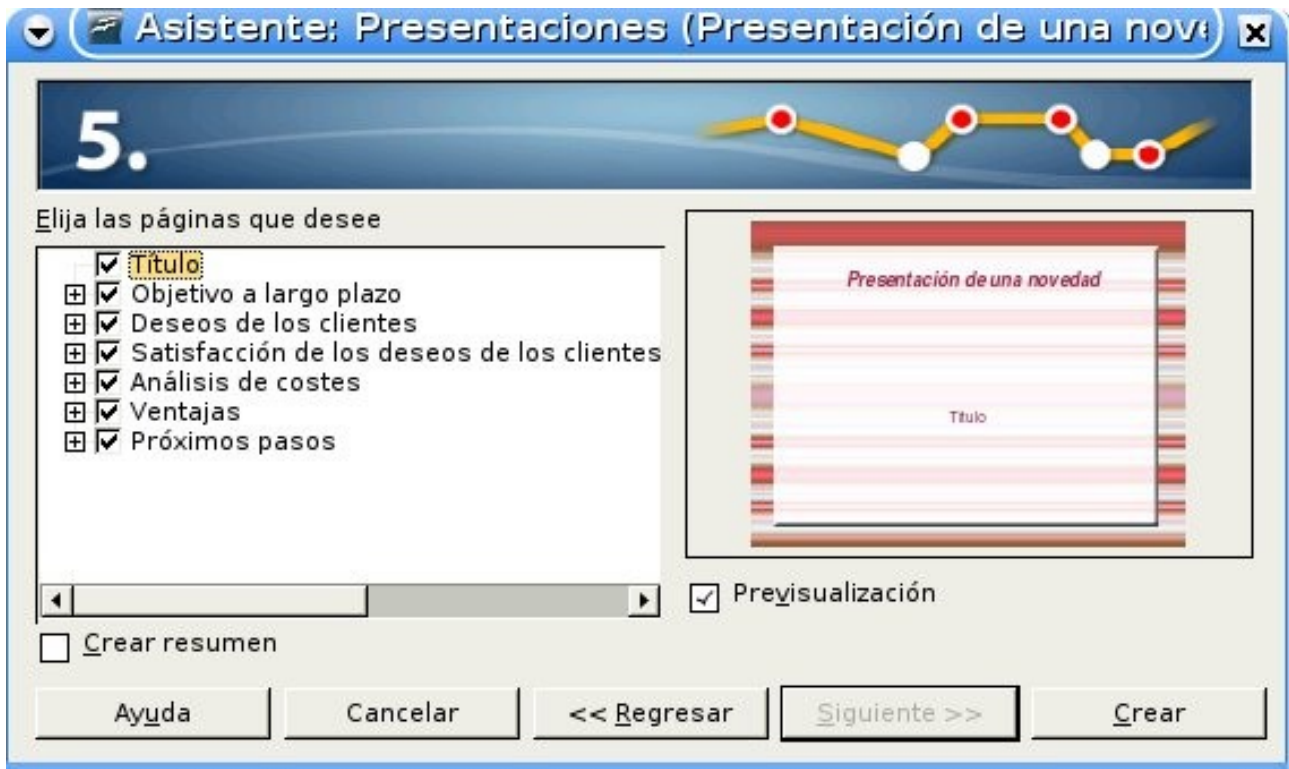 Asistente: Presentaciones (Presentación de una nove
5.
Elija las páginas que desee
Título
Objetivo a largo plazo
Deseos de los clientes
Satisfacción de los deseos de los clientes
Análisis de costes
Ventajas
Próximos pasos
Presentación de una novedad
Título
Previsualización
Crear resumen
Ayuda Cancelar << Regresar Siguiente >> Crear